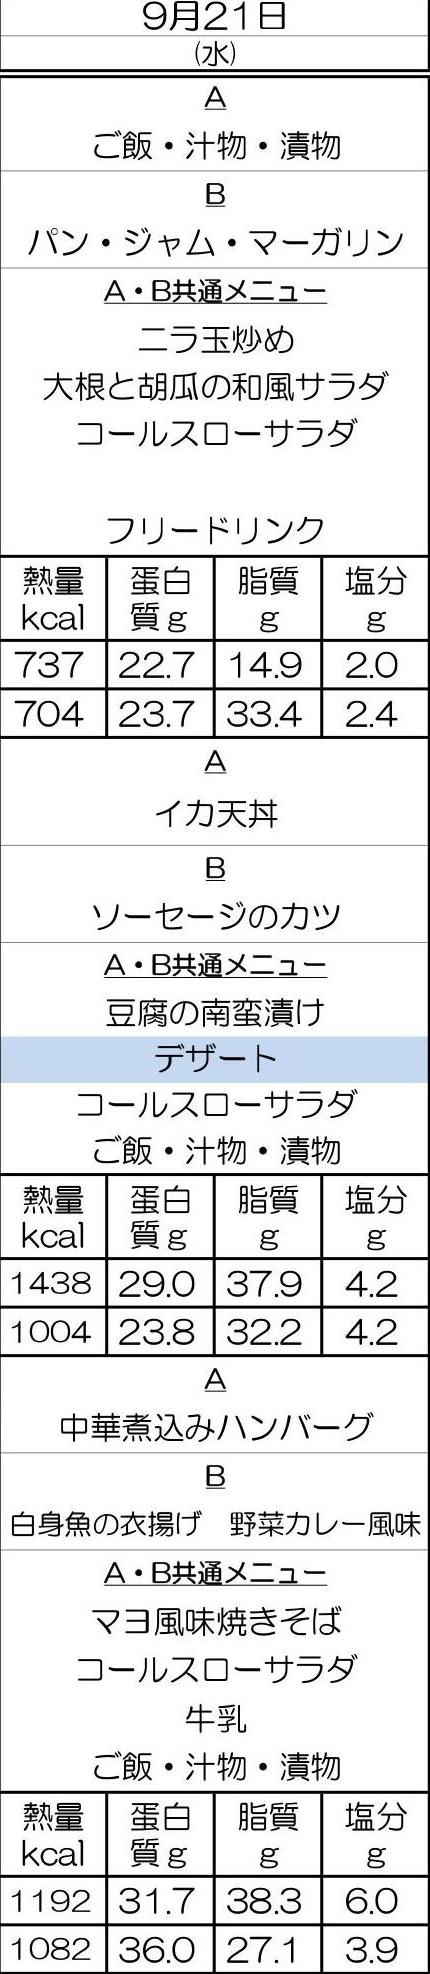 9月21日
(水)
A
ご飯・汁物・漬物
B
パン・ジャム・マーガリン
A・B共通メニュー
ニラ玉炒め
大根と胡瓜の和風サラダ
コールスローサラダ
フリードリンク
熱量 kcal 蛋白質g 脂質g 塩分g
737 22.7 14.9 2.0
704 23.7 33.4 2.4
A
イカ天丼
B
ソーセージのカツ
A・B共通メニュー
豆腐の南蛮漬け
デザート
コールスローサラダ
ご飯・汁物・漬物
熱量 kcal 蛋白質g 脂質g 塩分g
1438 29.0 37.9 4.2
1004 23.8 32.2 4.2
A
中華煮込みハンバーグ
B
白身魚の衣揚げ 野菜カレー風味
A・B共通メニュー
マヨ風味焼きそば
コールスローサラダ
牛乳
ご飯・汁物・漬物
熱量 kcal 蛋白質g 脂質g 塩分g
1192 31.7 38.3 6.0
1082 36.0 27.1 3.9